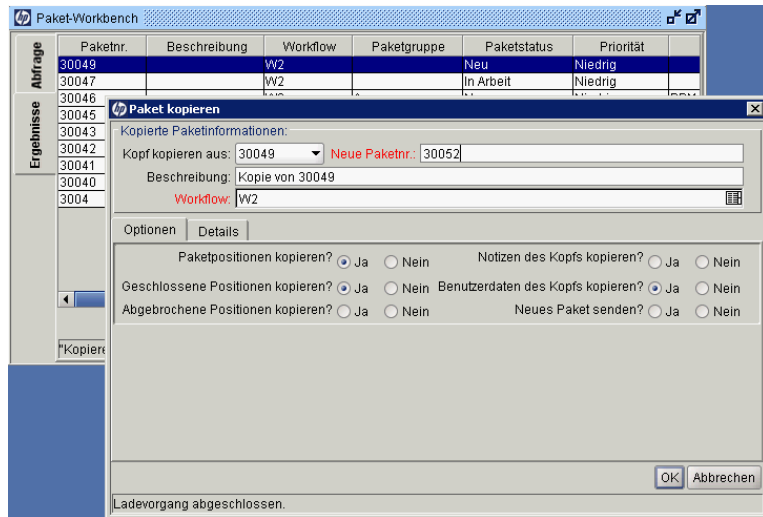 Paket-Workbench
Abfrage
Ergebnisse
Paketnr. Beschreibung Workflow Paketgruppe Paketstatus Priorität
30049 W2 Neu Niedrig
30047 W2 In Arbeit Niedrig
30046
30045
30043
30042
30041
30040
3004
"Kopiere
Paket kopieren
Kopierte Paketinformationen:
Kopf kopieren aus: 30049 Neue Paketnr.: 30052
Beschreibung: Kopie von 30049
Workflow: W2
Optionen Details
Paketpositionen kopieren? Ja Nein Notizen des Kopfs kopieren? Ja Nein
Geschlossene Positionen kopieren? Ja Nein Benutzerdaten des Kopfs kopieren? Ja Nein
Abgebrochene Positionen kopieren? Ja Nein Neues Paket senden? Ja Nein
OK Abbrechen
Ladevorgang abgeschlossen.